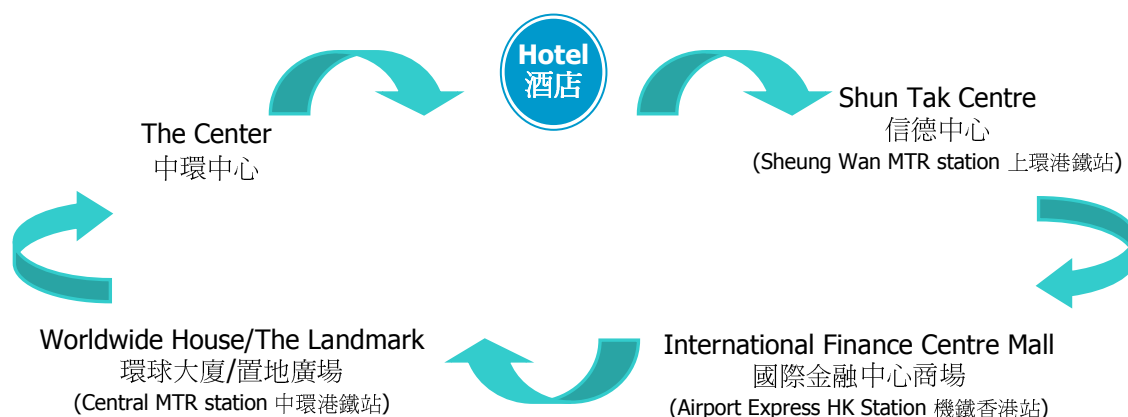 Hotel
酒店
Shun Tak Centre
信德中心
(Sheung Wan MTR station 上環港鐵站)
The Center
中環中心
Worldwide House/The Landmark
環球大廈/置地廣場
(Central MTR station 中環港鐵站)
International Finance Centre Mall
國際金融中心商場
(Airport Express HK Station 機鐵香港站)